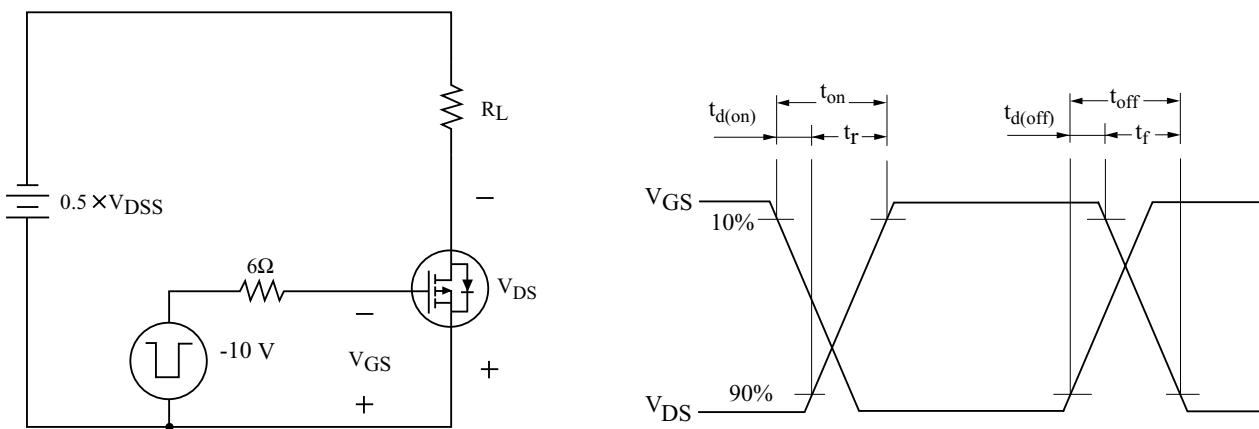 R_L
0.5 ×V_DSS
6Ω
V_DS
-10 V
V_GS
− 
+
−
+
t_on
t_off
t_d(on)
t_r
t_d(off)
t_f
V_GS
10%
V_DS
90%